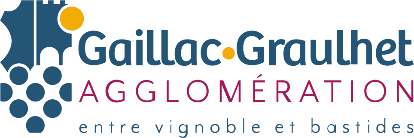 Gaillac•Graulhet
AGGLOMÉRATION
entre vignoble et bastides